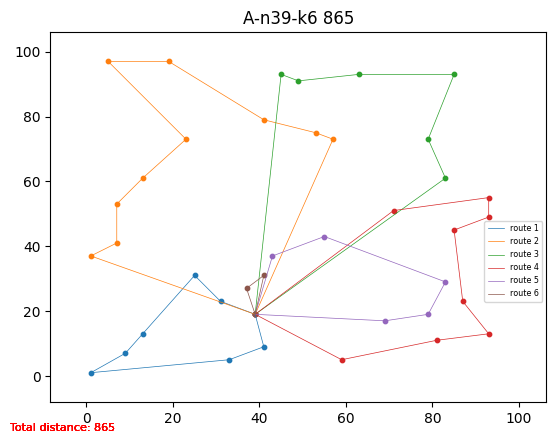 A-n39-k6 865
100
80
60
40
20
0
0 20 40 60 80 100
route 1
route 2
route 3
route 4
route 5
route 6
Total distance: 865